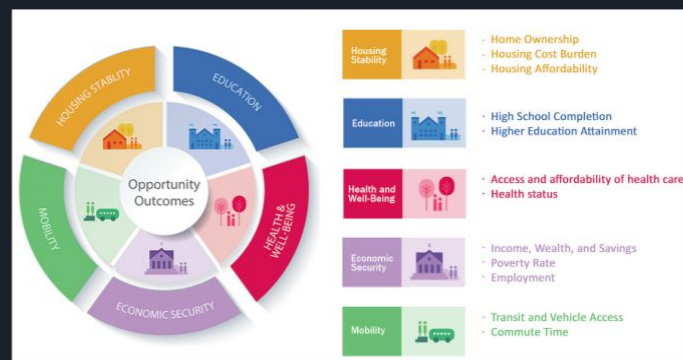 HOUSING STABLITY
EDUCATION
HEALTH &
WELL-BEING
ECONOMIC SECURITY
MOBILITY
Opportunity
Outcomes
Housing
Stability
· Home Ownership
· Housing Cost Burden
· Housing Affordability
Education
· High School Completion
· Higher Education Attainment
Health and
Well-Being
· Access and affordability of health care
· Health status
Economic
Security
· Income, Wealth, and Savings
· Poverty Rate
· Employment
Mobility
· Transit and Vehicle Access
· Commute Time